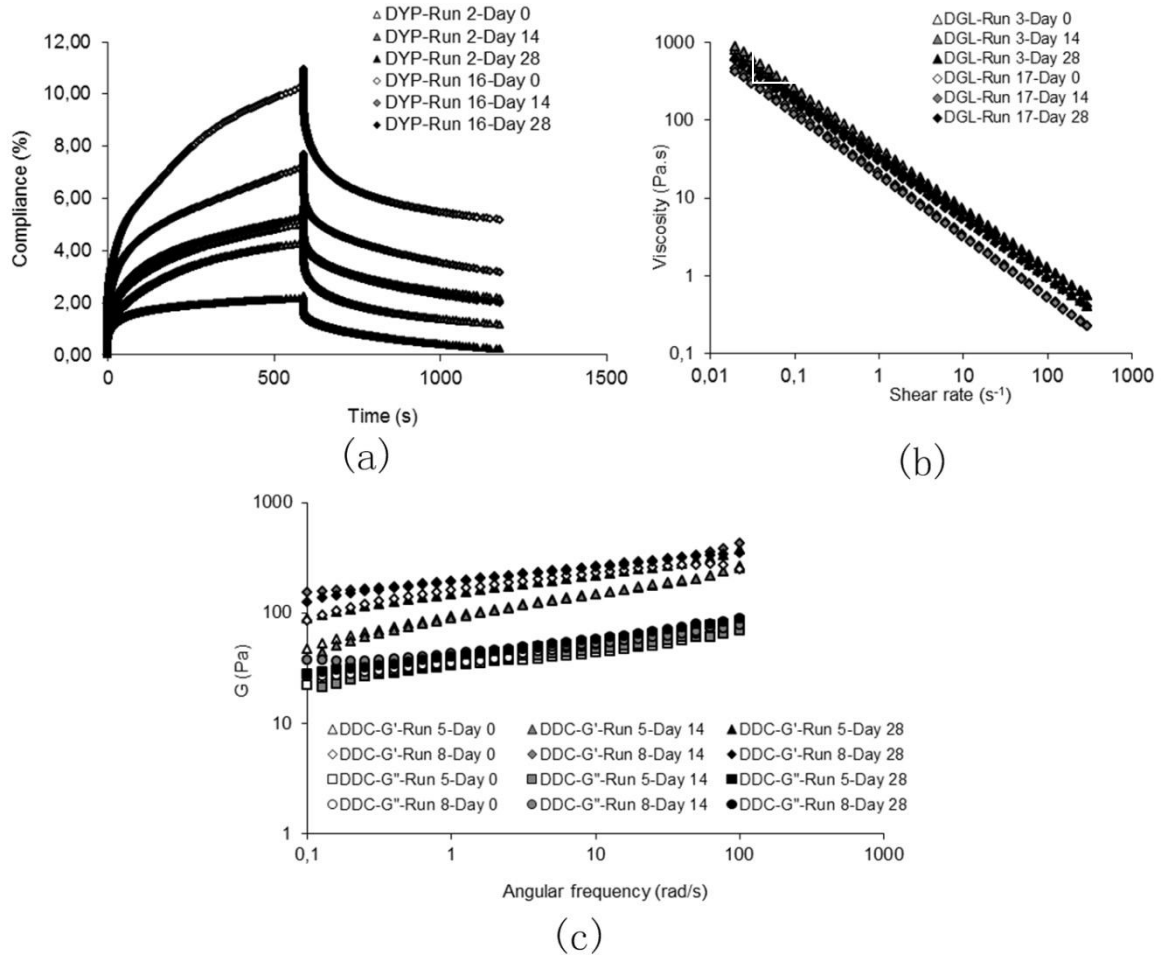 DYP-Run 2-Day 0
DYP-Run 2-Day 14
DYP-Run 2-Day 28
DYP-Run 16-Day 0
DYP-Run 16-Day 14
DYP-Run 16-Day 28
12,00
10,00
8,00
6,00
4,00
2,00
0,00
Compliance (%)
0
500
1000
1500
Time (s)
(a)
DGL-Run 3-Day 0
DGL-Run 3-Day 14
DGL-Run 3-Day 28
DGL-Run 17-Day 0
DGL-Run 17-Day 14
DGL-Run 17-Day 28
1000
100
10
1
0,1
Viscosity (Pa.s)
0,01
0,1
1
10
100
1000
Shear rate (s-1)
(b)
1000
100
10
1
G (Pa)
DDC-G'-Run 5-Day 0 DDC-G'-Run 5-Day 14 DDC-G'-Run 5-Day 28
DDC-G'-Run 8-Day 0 DDC-G'-Run 8-Day 14 DDC-G'-Run 8-Day 28
DDC-G"-Run 5-Day 0 DDC-G"-Run 5-Day 14 DDC-G"-Run 5-Day 28
DDC-G"-Run 8-Day 0 DDC-G"-Run 8-Day 14 DDC-G"-Run 8-Day 28
0,1
1
10
100
1000
Angular frequency (rad/s)
(c)